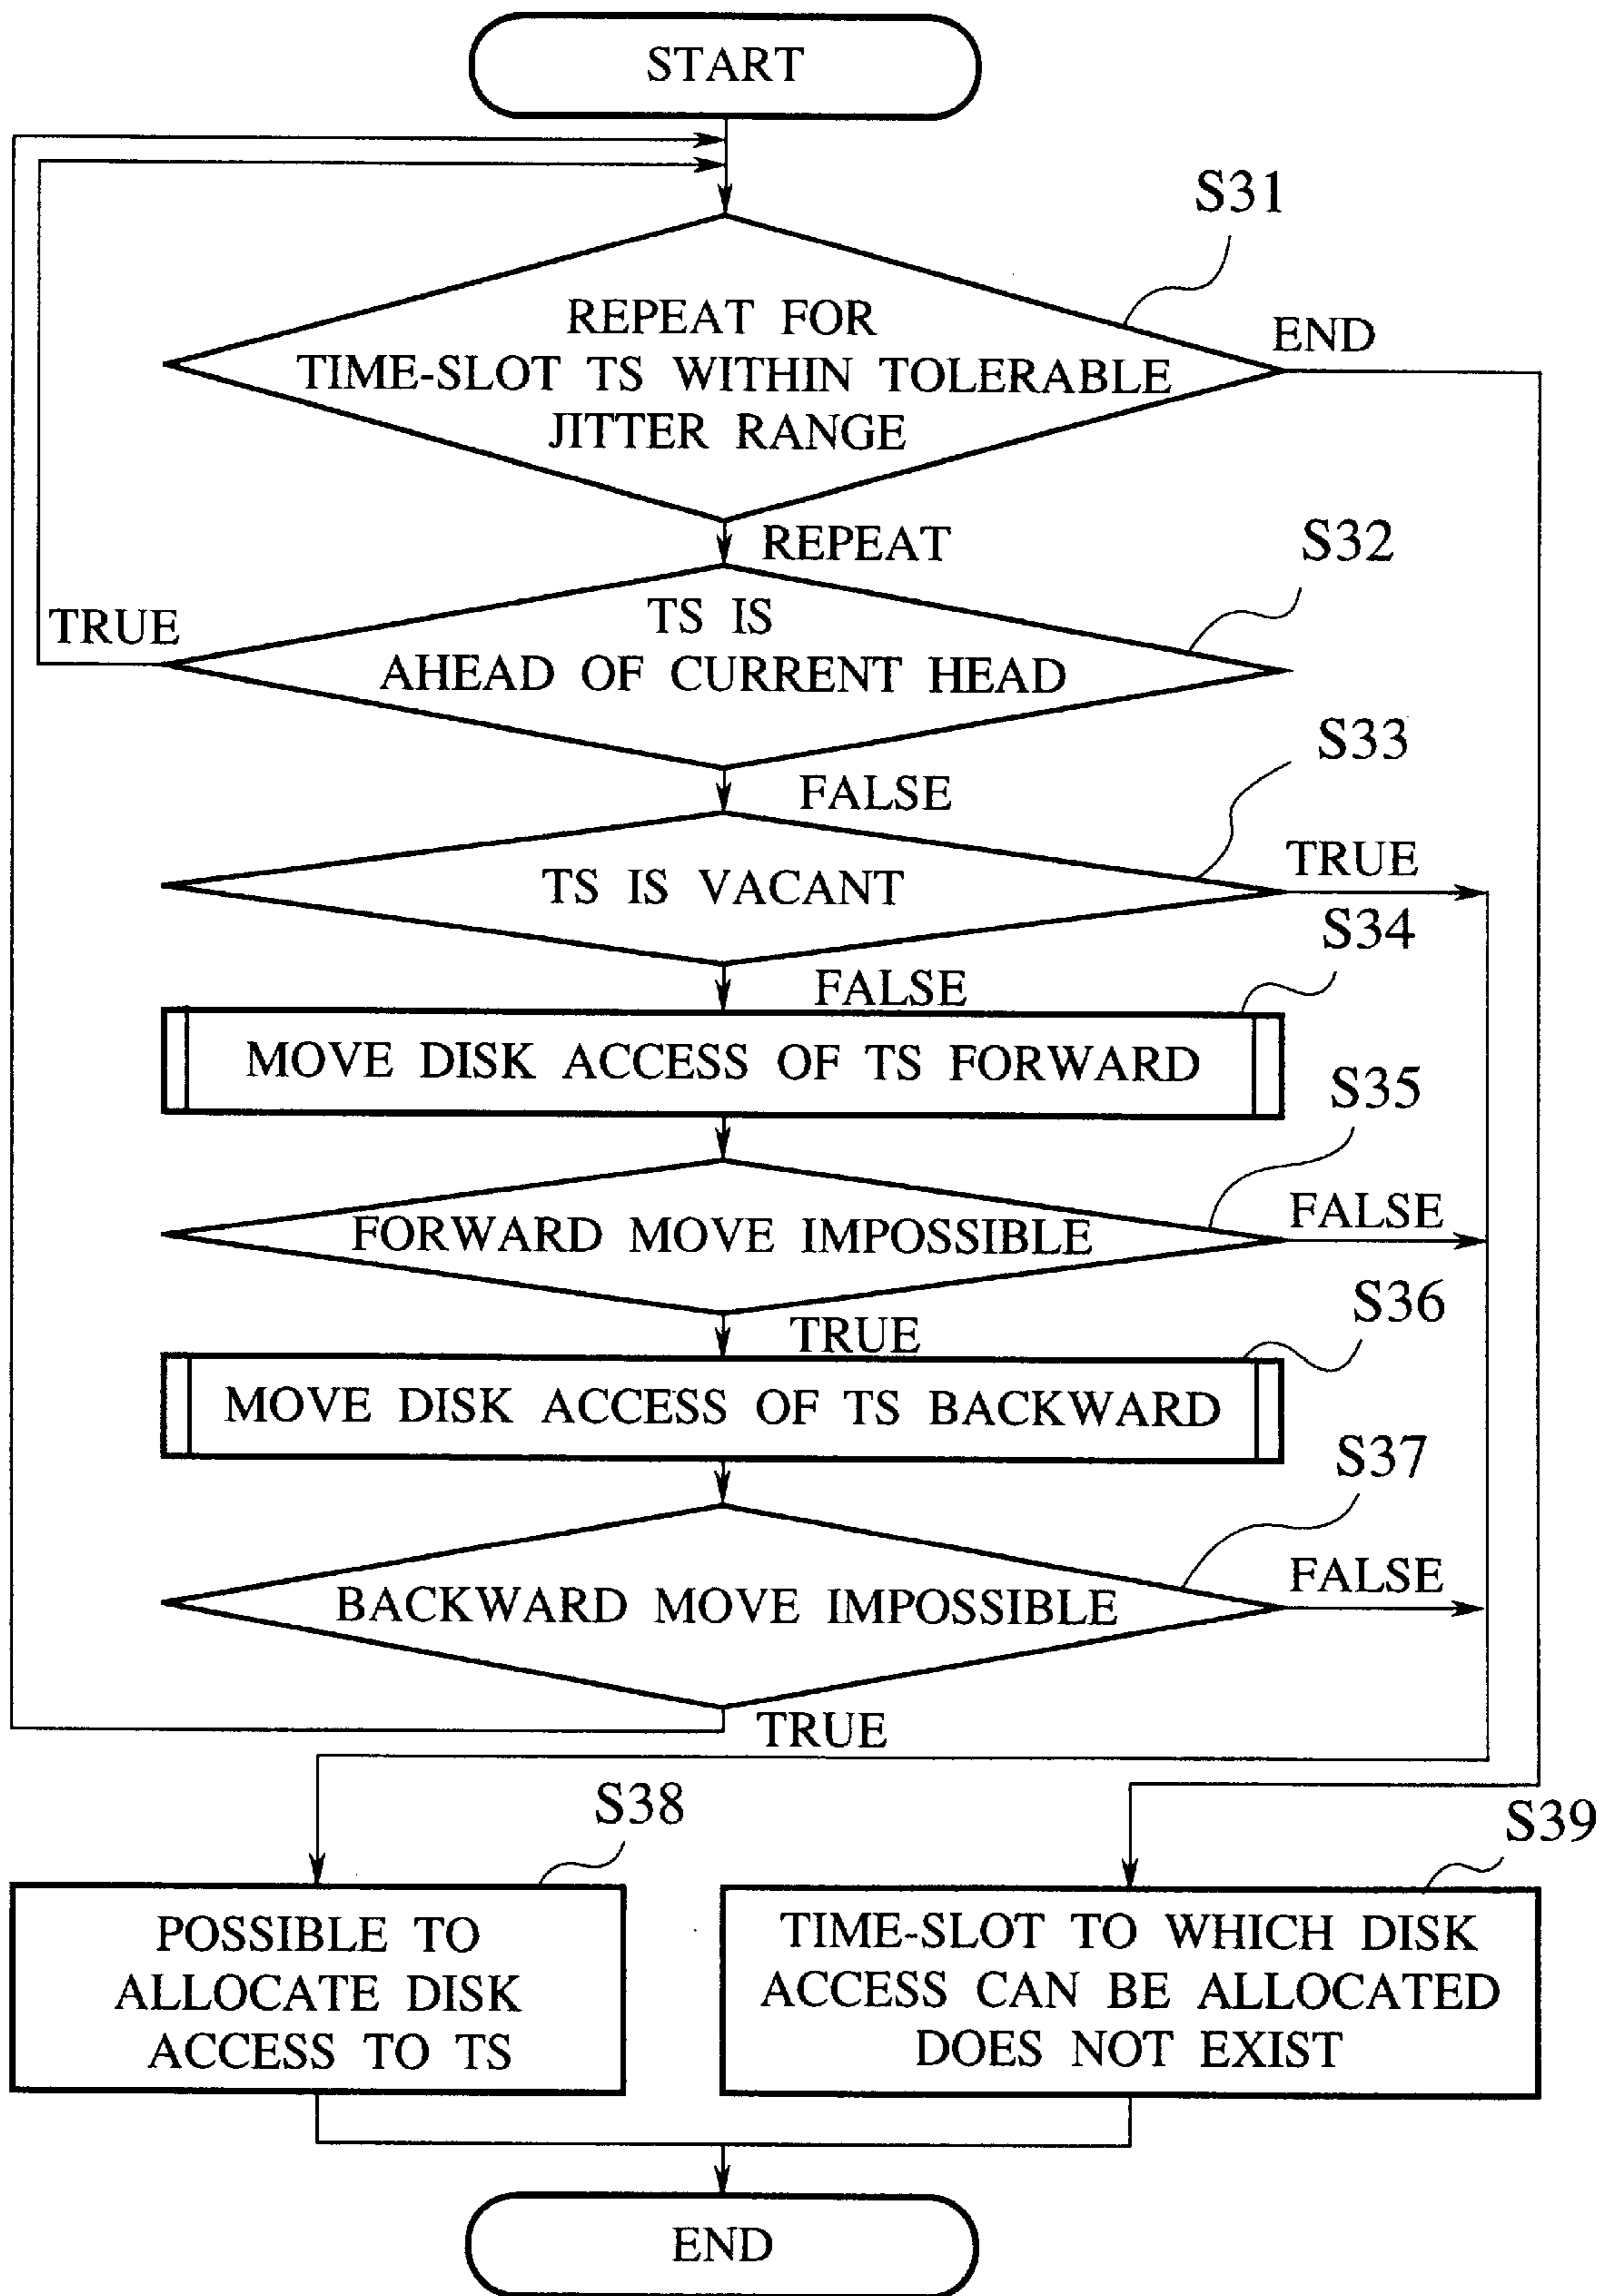 START
S31
REPEAT FOR
TIME-SLOT TS WITHIN TOLERABLE
JITTER RANGE
END
REPEAT
S32
TS IS
AHEAD OF CURRENT HEAD
TRUE
FALSE
S33
TS IS VACANT
TRUE
FALSE
S34
MOVE DISK ACCESS OF TS FORWARD
S35
FORWARD MOVE IMPOSSIBLE
FALSE
TRUE
S36
MOVE DISK ACCESS OF TS BACKWARD
S37
BACKWARD MOVE IMPOSSIBLE
FALSE
TRUE
S38
POSSIBLE TO
ALLOCATE DISK
ACCESS TO TS
S39
TIME-SLOT TO WHICH DISK
ACCESS CAN BE ALLOCATED
DOES NOT EXIST
END